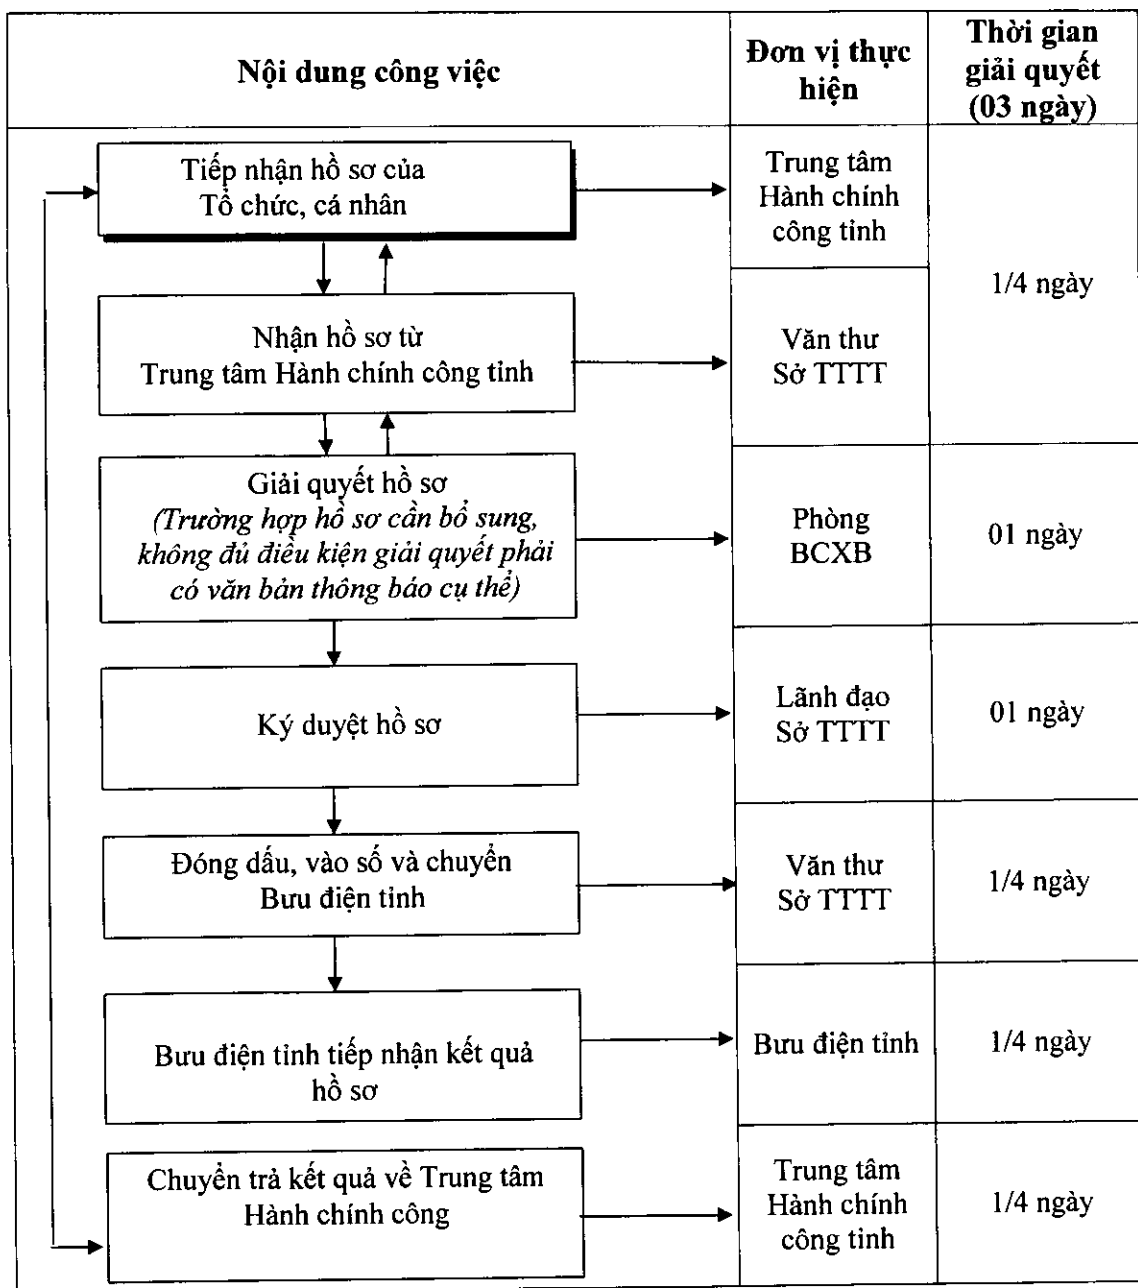 Nội dung công việc
Đơn vị thực
hiện
Thời gian
giải quyết
(03 ngày)
Tiếp nhận hồ sơ của
Tổ chức, cá nhân
Trung tâm
Hành chính
công tỉnh
1/4 ngày
Nhận hồ sơ từ
Trung tâm Hành chính công tỉnh
Văn thư
Sở TTTT
Giải quyết hồ sơ
(Trường hợp hồ sơ cần bổ sung,
không đủ điều kiện giải quyết phải
có văn bản thông báo cụ thể)
Phòng
BCXB
01 ngày
Ký duyệt hồ sơ
Lãnh đạo
Sở TTTT
01 ngày
Đóng dấu, vào số và chuyển
Bưu điện tỉnh
Văn thư
Sở TTTT
1/4 ngày
Bưu điện tỉnh tiếp nhận kết quả
hồ sơ
Bưu điện tỉnh
1/4 ngày
Chuyển trả kết quả về Trung tâm
Hành chính công
Trung tâm
Hành chính
công tỉnh
1/4 ngày